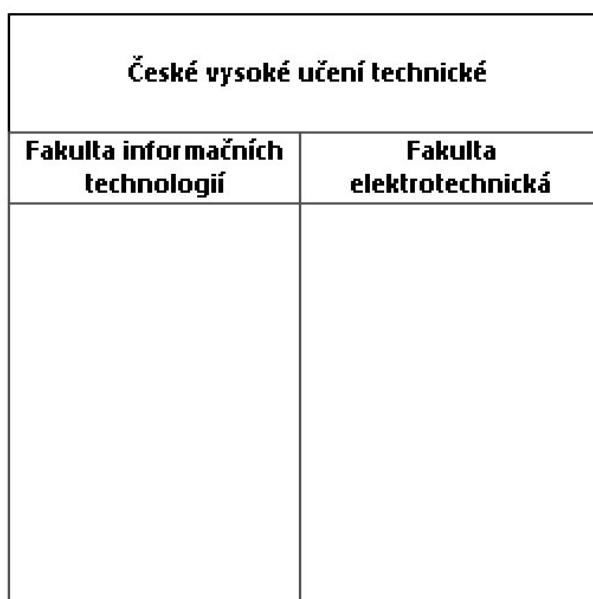 České vysoké učení technické
Fakulta informačních
technologií
Fakulta
elektrotechnická